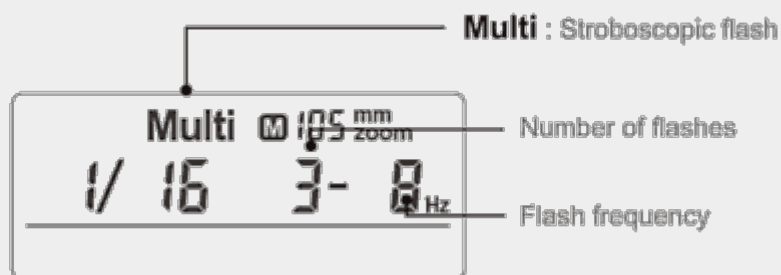 Multi : Stroboscopic flash
Multi M 105 mm zoom
Number of flashes
1/ 16 3- 8 Hz
Flash frequency